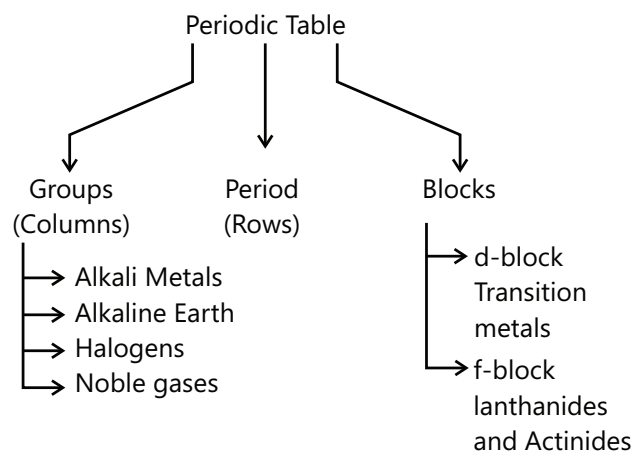 Periodic Table
Groups
(Columns)
Alkali Metals
Alkaline Earth
Halogens
Noble gases
Period
(Rows)
Blocks
d-block
Transition
metals
f-block
lanthanides
and Actinides